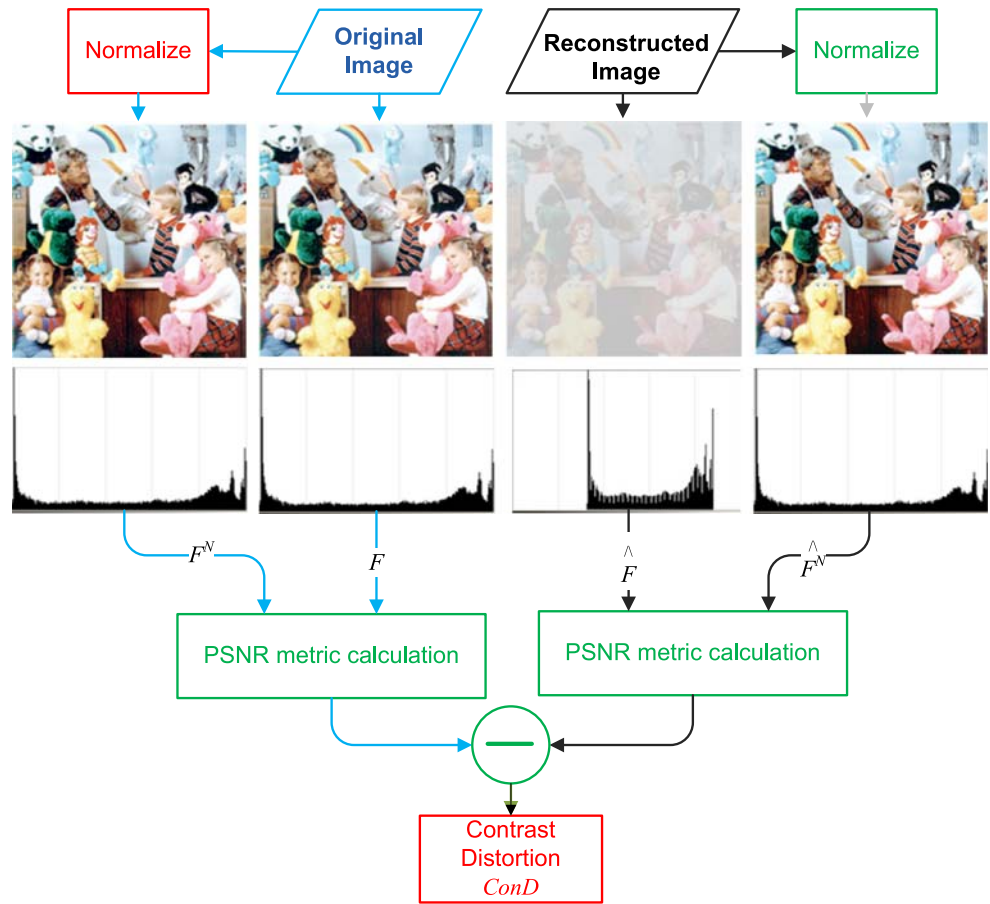 Normalize
Original
Image
Reconstructed
Image
Normalize
F^N
F
F̂
F̂^N
PSNR metric calculation
PSNR metric calculation
Contrast
Distortion
ConD